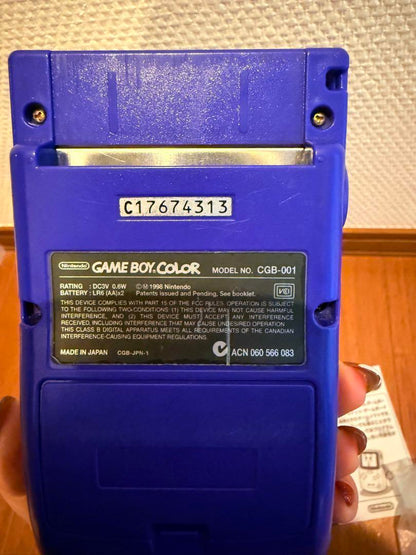 C17674313
Nintendo GAME BOY COLOR MODEL NO. CGB-001
RATING : DC3V 0.6W ©Ⓜ1998 Nintendo
BATTERY : LR6 (AA)x2 Patents Issued and Pending, See booklet.
THIS DEVICE COMPLIES WITH PART 15 OF THE FCC RULES. OPERATION IS SUBJECT
TO THE FOLLOWING TWO CONDITIONS: (1) THIS DEVICE MAY NOT CAUSE HARMFUL
INTERFERENCE, AND (2) THIS DEVICE MUST ACCEPT ANY INTERFERENCE
RECEIVED, INCLUDING INTERFERENCE THAT MAY CAUSE UNDESIRED OPERATION
THIS CLASS B DIGITAL APPARATUS MEETS ALL REQUIREMENTS OF THE CANADIAN
INTERFERENCE-CAUSING EQUIPMENT REGULATIONS.
MADE IN JAPAN CGB-JPN-1 ACN 060 566 083
Nintendo